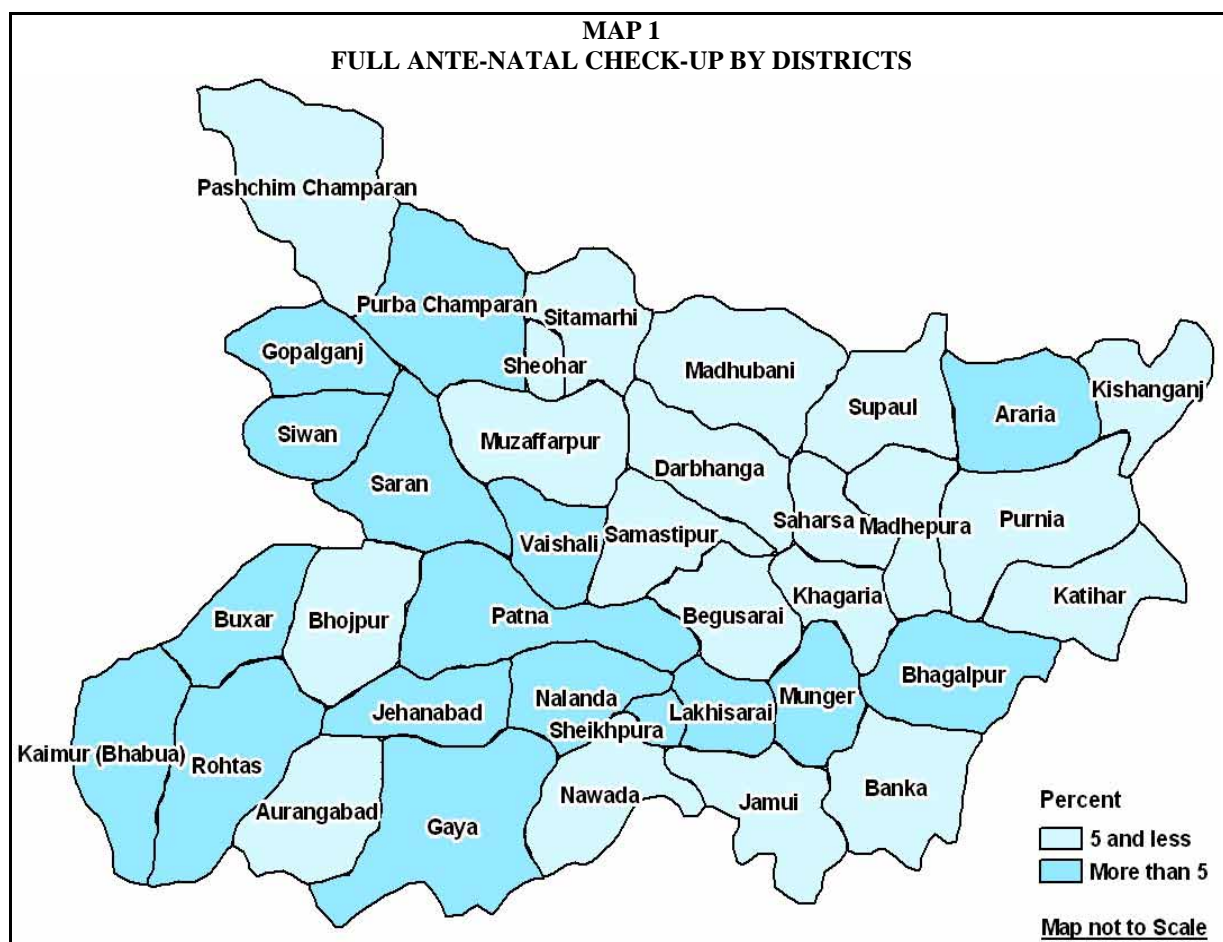 MAP 1
FULL ANTE-NATAL CHECK-UP BY DISTRICTS
Pashchim Champaran
Purba Champaran
Sitamarhi
Gopalganj
Sheohar
Madhubani
Kishanganj
Supaul
Araria
Siwan
Muzaffarpur
Darbhanga
Saran
Saharsa
Madhepura
Purnia
Vaishali
Samastipur
Khagaria
Katihar
Buxar
Bhojpur
Patna
Begusarai
Bhagalpur
Nalanda
Munger
Jehanabad
Lakhisarai
Sheikhpura
Kaimur (Bhabua)
Rohtas
Nawada
Jamui
Banka
Aurangabad
Gaya
Percent
5 and less
More than 5
Map not to Scale